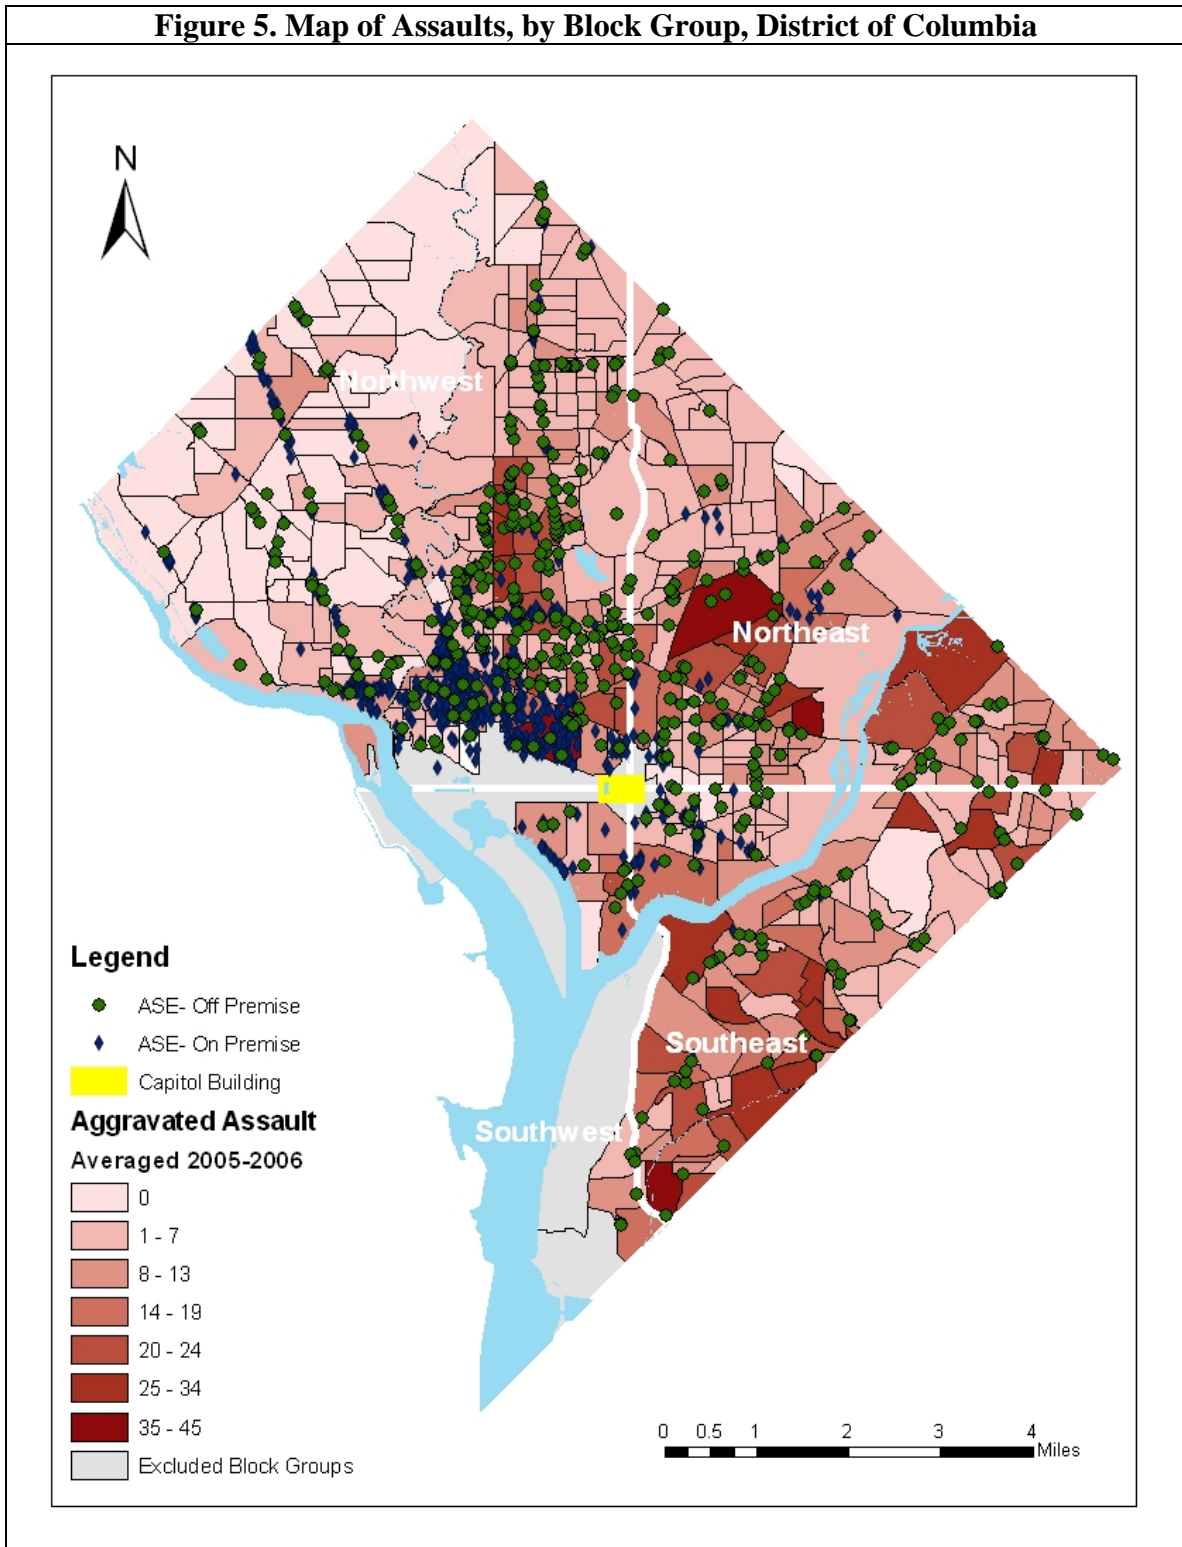 Figure 5. Map of Assaults, by Block Group, District of Columbia
N
Northwest
Northeast
Southeast
Southwest
Legend
ASE- Off Premise
ASE- On Premise
Capitol Building
Aggravated Assault
Averaged 2005-2006
0
1 - 7
8 - 13
14 - 19
20 - 24
25 - 34
35 - 45
Excluded Block Groups
0 0.5 1 2 3 4
Miles